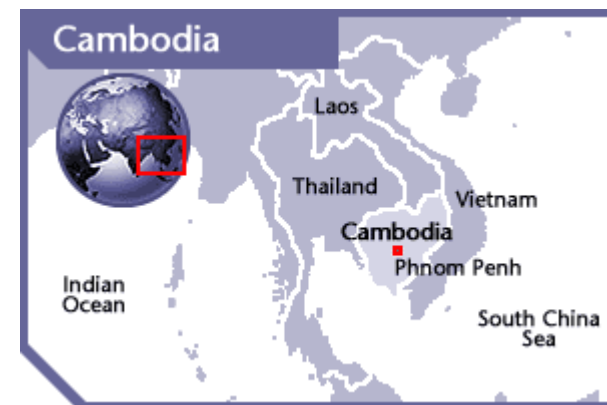 Cambodia
Laos
Thailand
Vietnam
Cambodia
Phnom Penh
Indian
Ocean
South China
Sea